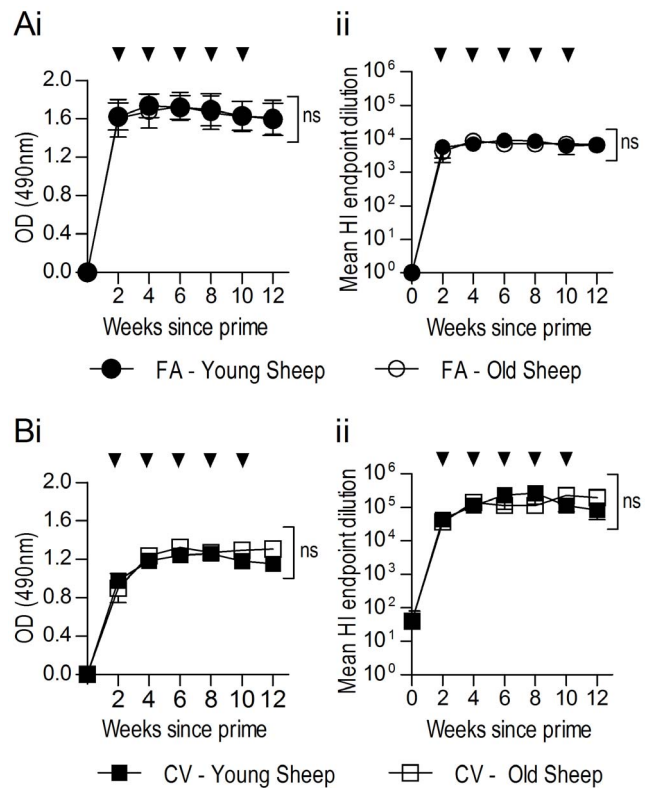 Ai
OD (490nm)
2.0
1.6
1.2
0.8
0.4
0.0
ns
2 4 6 8 10 12
Weeks since prime
ii
Mean HI endpoint dilution
10⁶
10⁵
10⁴
10³
10²
10¹
10⁰
ns
0 2 4 6 8 10 12
Weeks since prime
FA - Young Sheep
FA - Old Sheep
Bi
OD (490nm)
2.0
1.6
1.2
0.8
0.4
0.0
ns
2 4 6 8 10 12
Weeks since prime
ii
Mean HI endpoint dilution
10⁶
10⁵
10⁴
10³
10²
10¹
10⁰
ns
0 2 4 6 8 10 12
Weeks since prime
CV - Young Sheep
CV - Old Sheep